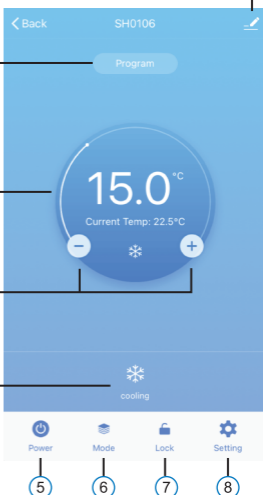 Back SH0106
Program
15.0 °C
Current Temp: 22.5°C
− +
cooling
Power Mode Lock Setting
5 6 7 8